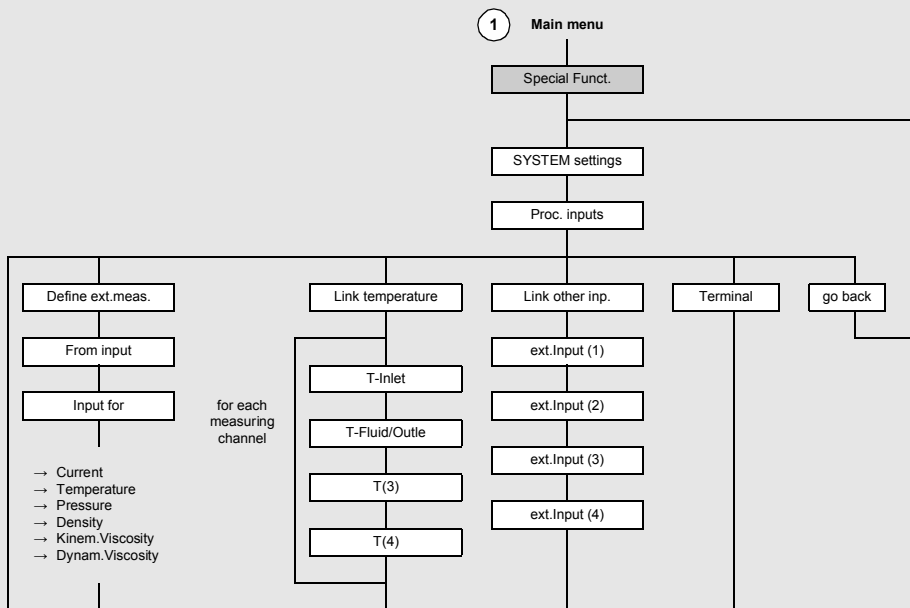 1 Main menu
Special Funct.
SYSTEM settings
Proc. inputs
Define ext.meas.
From input
Input for
→ Current
→ Temperature
→ Pressure
→ Density
→ Kinem.Viscosity
→ Dynam.Viscosity
for each
measuring
channel
Link temperature
T-Inlet
T-Fluid/Outle
T(3)
T(4)
Link other inp.
ext.Input (1)
ext.Input (2)
ext.Input (3)
ext.Input (4)
Terminal
go back